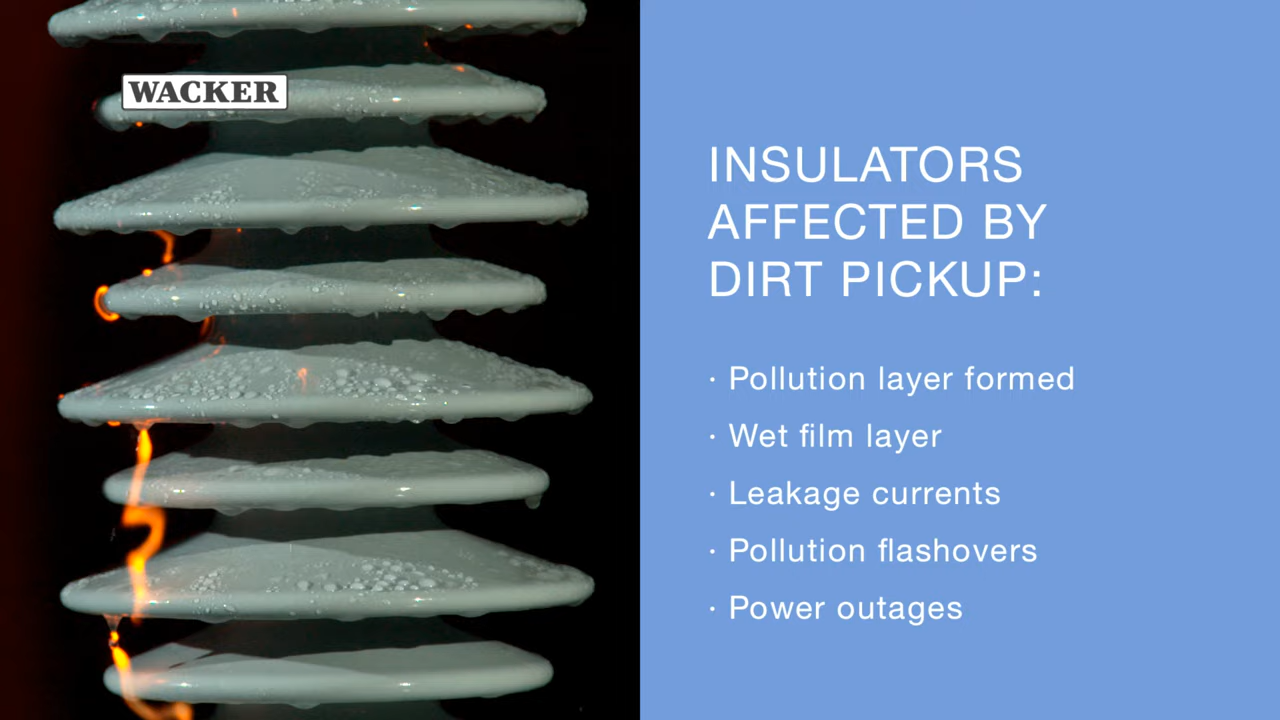 WACKER
INSULATORS
AFFECTED BY
DIRT PICKUP:
· Pollution layer formed
· Wet film layer
· Leakage currents
· Pollution flashovers
· Power outages